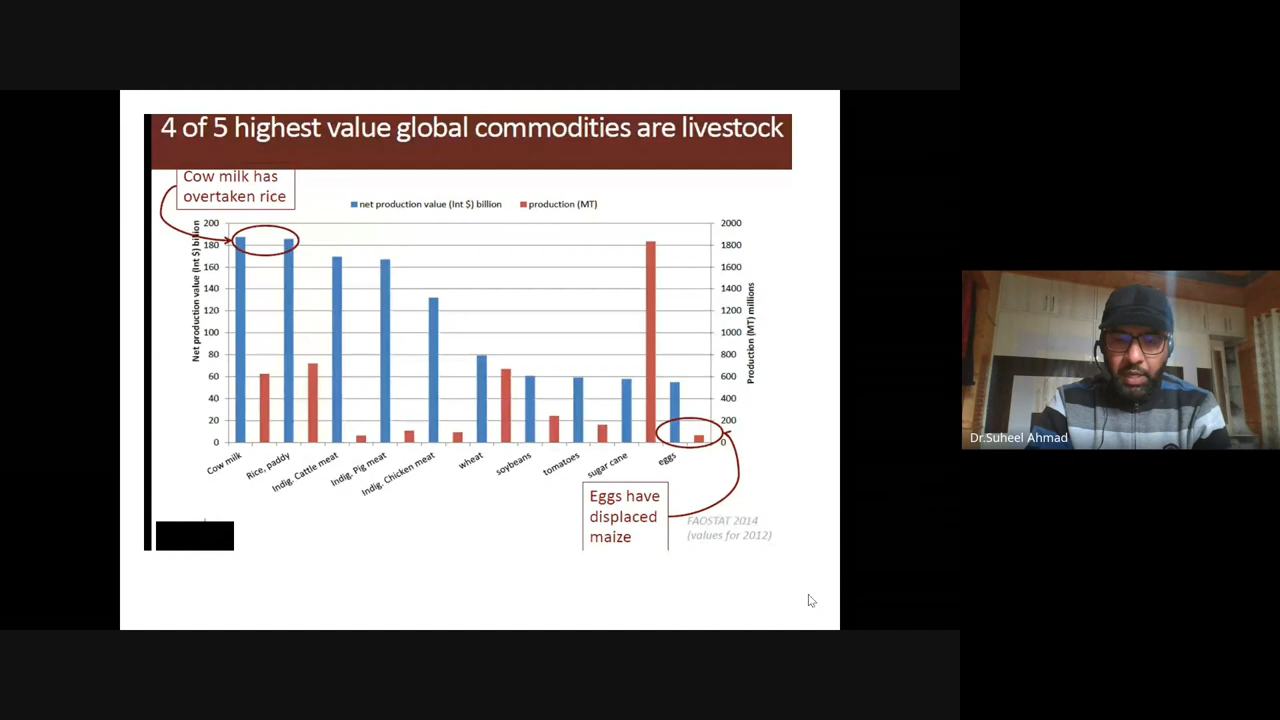 4 of 5 highest value global commodities are livestock
Cow milk has
overtaken rice
net production value (Int $) billion
production (MT)
Net production value (Int $) billion
200
180
160
140
120
100
80
60
40
20
0
2000
1800
1600
1400
1200
1000
800
600
400
200
0
Production (MT) millions
Cow milk
Rice, paddy
Indig. Cattle meat
Indig. Pig meat
Indig. Chicken meat
wheat
soybeans
tomatoes
sugar cane
eggs
Eggs have
displaced
maize
FAOSTAT 2014
(values for 2012)
Dr.Suheel Ahmad